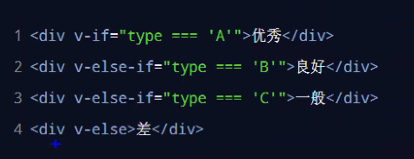 1 <div v-if="type === 'A'">优秀</div>
2 <div v-else-if="type === 'B'">良好</div>
3 <div v-else-if="type === 'C'">一般</div>
4 <div v-else>差</div>